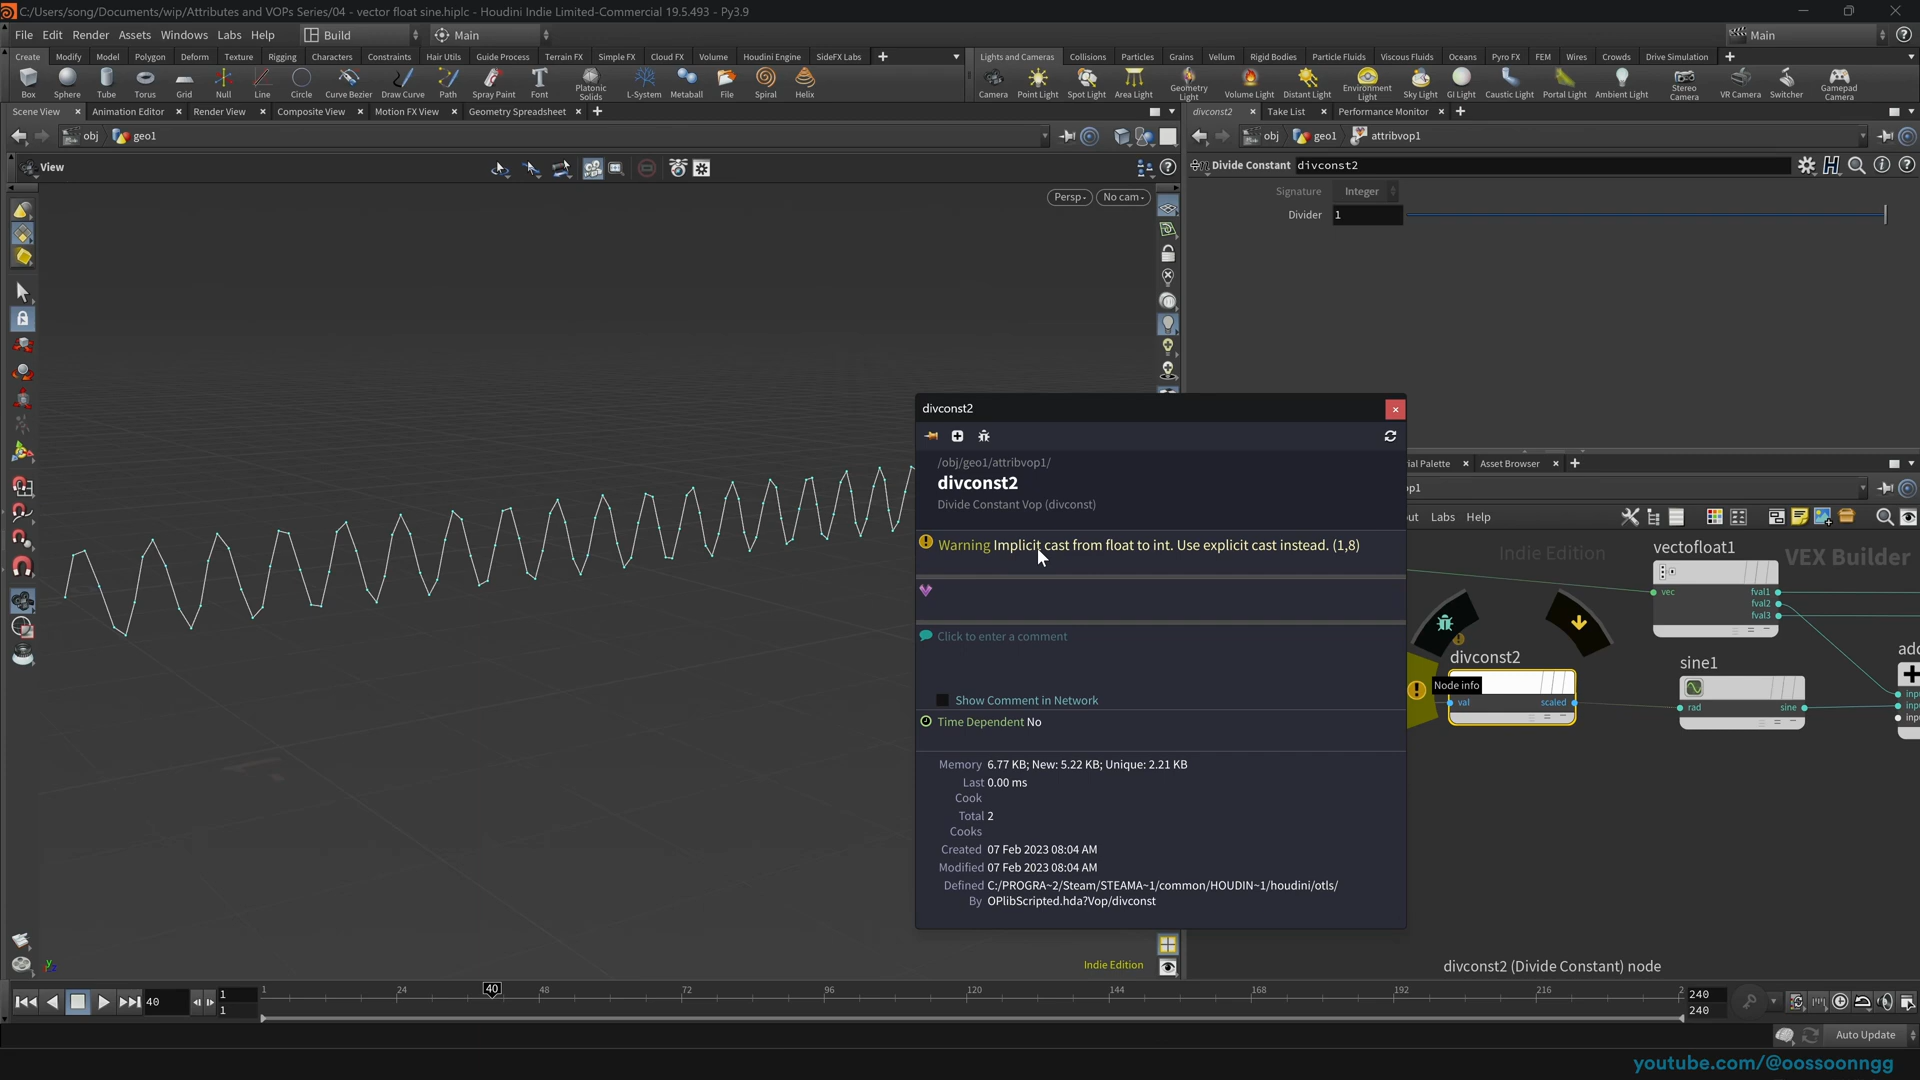 C:/Users/song/Documents/wip/Attributes and VOPs Series/04 - vector float sine.hiplc - Houdini Indie Limited-Commercial 19.5.493 - Py3.9
File Edit Render Assets Windows Labs Help Build Main Main
Create Modify Model Polygon Deform Texture Rigging Characters Constraints Hair Utils Guide Process Terrain FX Simple FX Cloud FX Volume Houdini Engine SideFX Labs
Lights and Cameras Collisions Particles Grains Vellum Rigid Bodies Particle Fluids Viscous Fluids Oceans Pyro FX FEM Wires Crowds Drive Simulation
Box Sphere Tube Torus Grid Null Line Circle Curve Bezier Draw Curve Path Spray Paint Font Platonic Solids L-System Metaball File Spiral Helix
Camera Point Light Spot Light Area Light Geometry Light Volume Light Distant Light Environment Light Sky Light GI Light Caustic Light Portal Light Ambient Light Stereo Camera VR Camera Switcher Gamepad Camera
Scene View Animation Editor Render View Composite View Motion FX View Geometry Spreadsheet
divconst2 Take List Performance Monitor
obj geo1
obj geo1 attribvop1
View
Divide Constant divconst2
Persp No cam
Signature Integer
Divider 1
divconst2
/obj/geo1/attribvop1/
divconst2
Divide Constant Vop (divconst)
Warning Implicit cast from float to int. Use explicit cast instead. (1,8)
Click to enter a comment
Show Comment in Network
Time Dependent No
Memory 6.77 KB; New: 5.22 KB; Unique: 2.21 KB
Last 0.00 ms
Cook
Total 2
Cooks
Created 07 Feb 2023 08:04 AM
Modified 07 Feb 2023 08:04 AM
Defined C:/PROGRA~2/Steam/STEAMA~1/common/HOUDIN~1/houdini/otls/
By OPlibScripted.hda?Vop/divconst
ial Palette Asset Browser
op1
out Labs Help
Indie Edition
VEX Builder
vectofloat1
vec fval1
fval2
fval3
divconst2
Node info
val scaled
sine1
rad sine
add
inpu
inpu
inpu
Indie Edition
divconst2 (Divide Constant) node
40
1
1
1 24 40 48 72 96 120 144 168 192 216 2
240
240
Auto Update
youtube.com/@oossoonngg